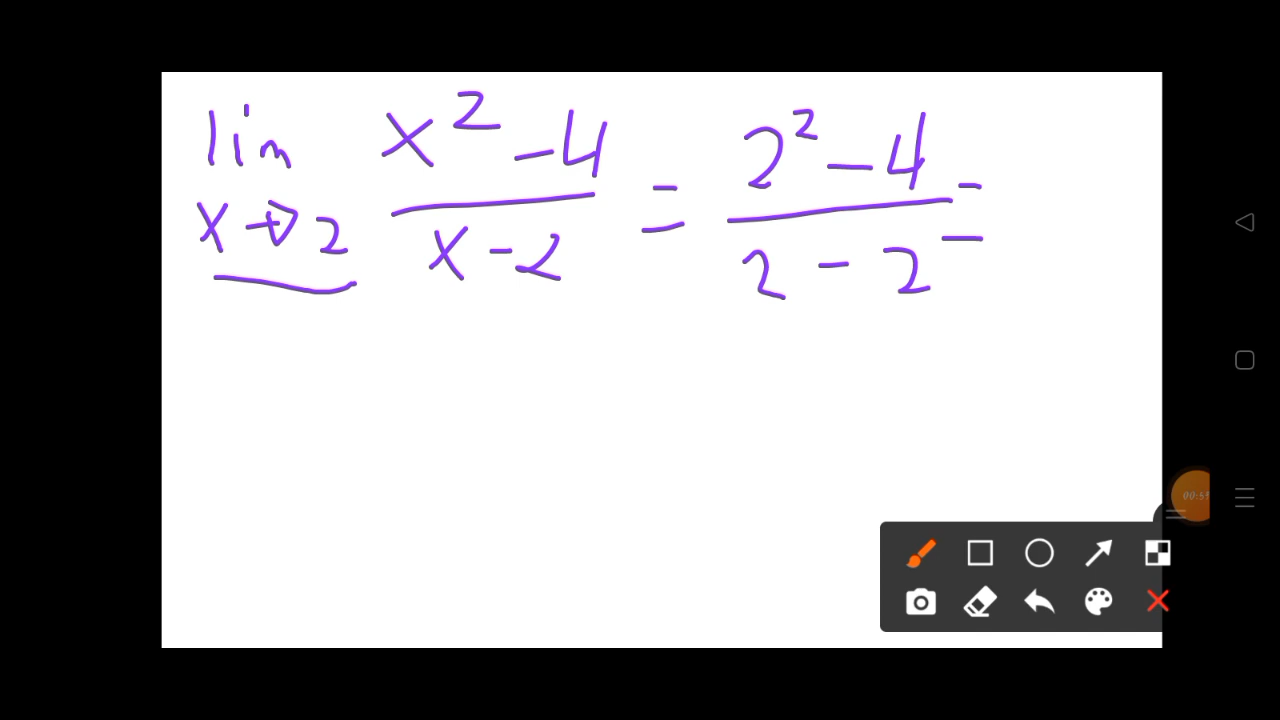 lim x→2 (x² - 4)/(x - 2) = (2² - 4)/(2 - 2) =